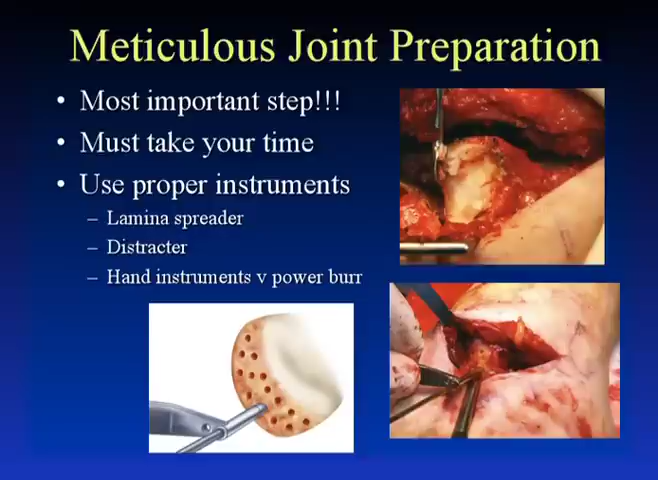 Meticulous Joint Preparation
• Most important step!!!
• Must take your time
• Use proper instruments
– Lamina spreader
– Distracter
– Hand instruments v power burr